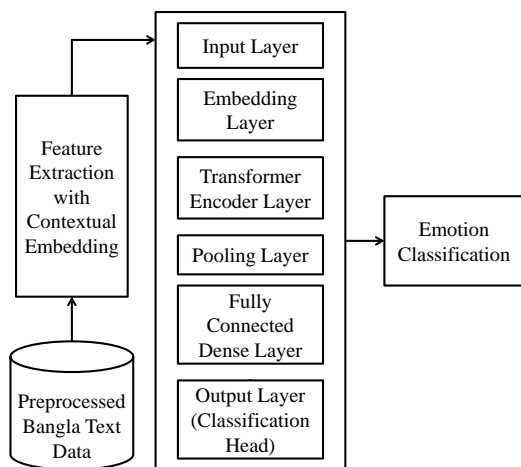 Input Layer
Embedding
Layer
Transformer
Encoder Layer
Pooling Layer
Fully
Connected
Dense Layer
Output Layer
(Classification
Head)
Feature
Extraction
with
Contextual
Embedding
Preprocessed
Bangla Text
Data
Emotion
Classification